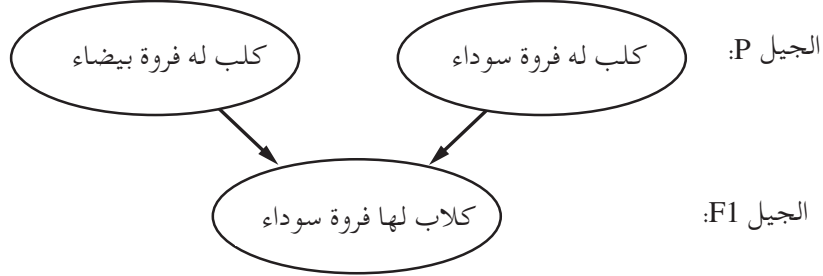 الجيل P:
كلب له فروة سوداء
كلب له فروة بيضاء
الجيل F1:
كلاب لها فروة سوداء